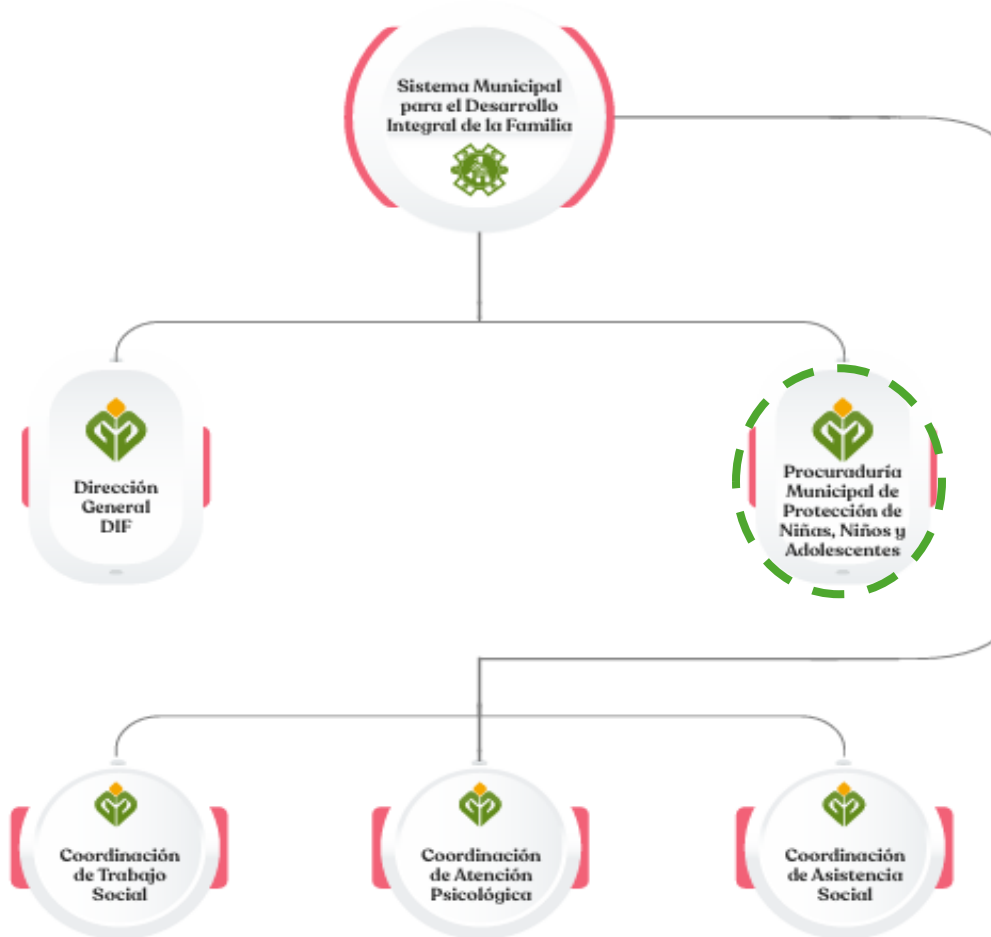 Sistema Municipal
para el Desarrollo
Integral de la Familia
Dirección
General
DIF
Procuraduría
Municipal de
Protección de
Niñas, Niños y
Adolescentes
Coordinación
de Trabajo
Social
Coordinación
de Atención
Psicológica
Coordinación
de Asistencia
Social